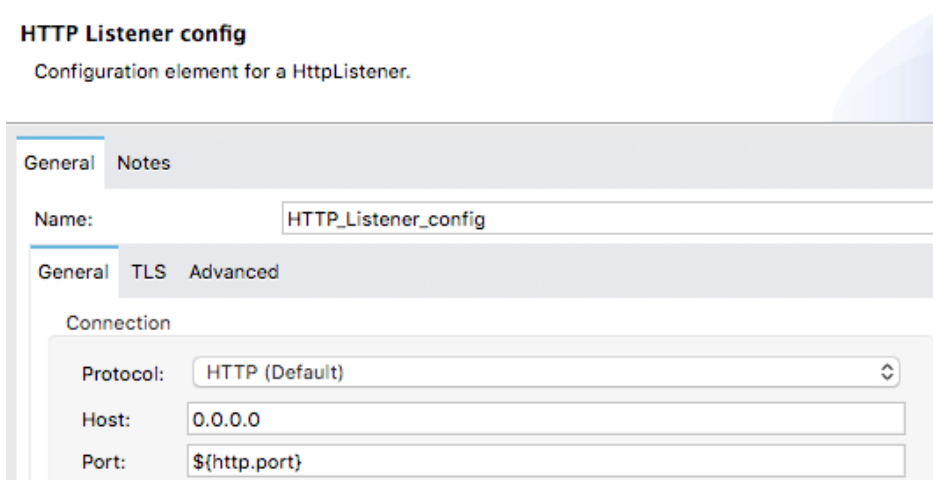 HTTP Listener config
Configuration element for a HttpListener.
General Notes
Name: HTTP_Listener_config
General TLS Advanced
Connection
Protocol: HTTP (Default)
Host: 0.0.0.0
Port: ${http.port}